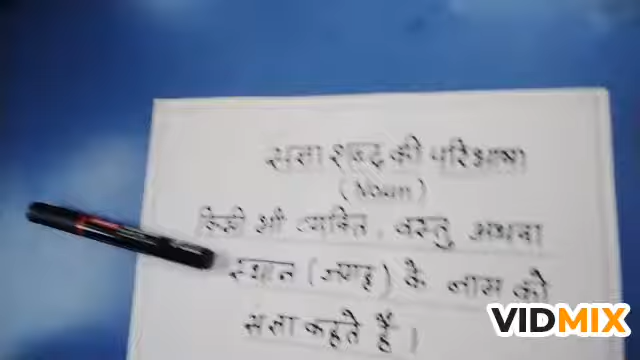 संज्ञा शब्द की परिभाषा
(Noun)
किसी भी व्यक्ति, वस्तु अथवा
स्थान (जगह) के नाम को
संज्ञा कहते हैं।
VIDMIX